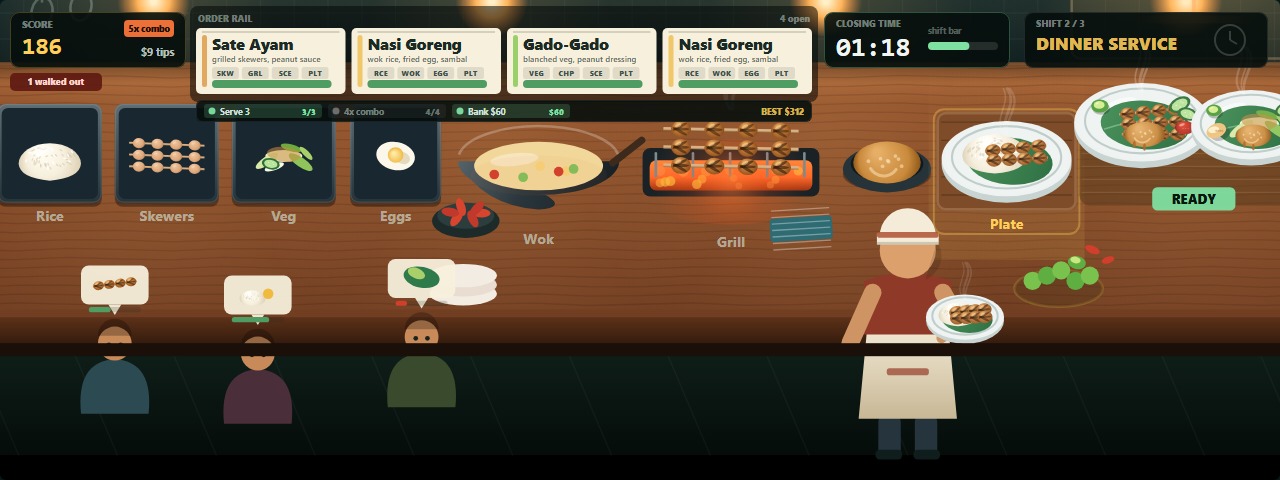 SCORE
5x combo
186
$9 tips
1 walked out
ORDER RAIL
4 open
Sate Ayam
grilled skewers, peanut sauce
SKW GRL SCE PLT
Nasi Goreng
wok rice, fried egg, sambal
RCE WOK EGG PLT
Gado-Gado
blanched veg, peanut dressing
VEG CHP SCE PLT
Nasi Goreng
wok rice, fried egg, sambal
RCE WOK EGG PLT
Serve 3 3/3
4x combo 4/4
Bank $60 $60
BEST $312
CLOSING TIME
01:18
shift bar
SHIFT 2 / 3
DINNER SERVICE
Rice
Skewers
Veg
Eggs
Wok
Grill
Plate
READY